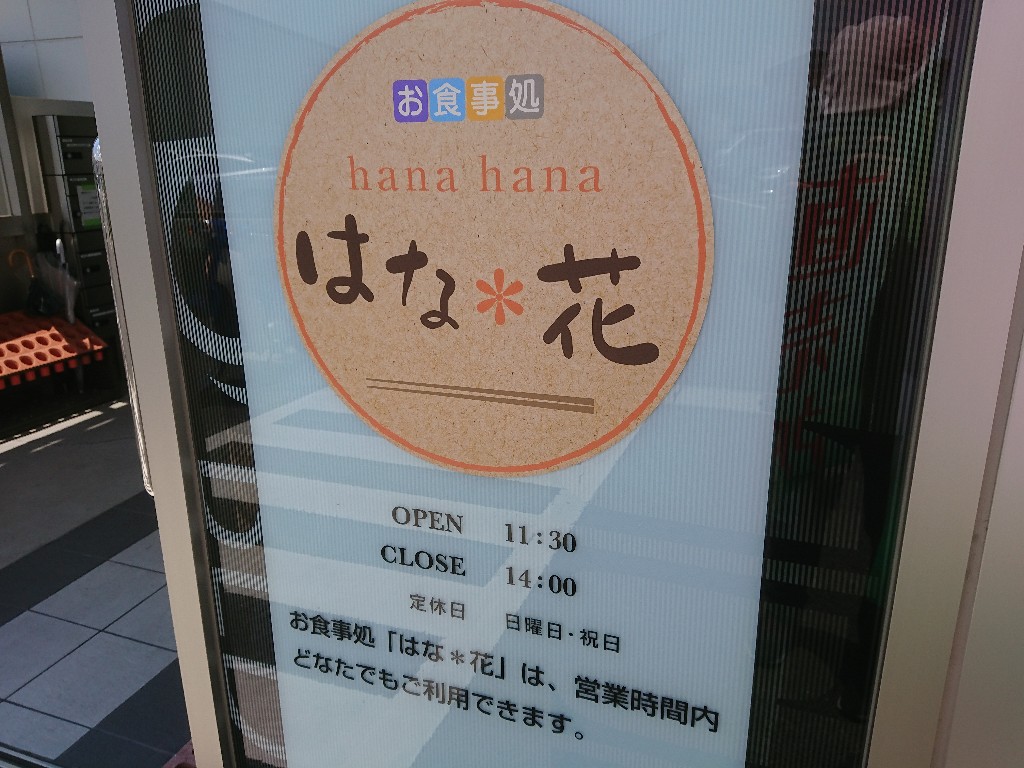 お食事処
hana hana
はな＊花
OPEN 11:30
CLOSE 14:00
定休日 日曜日・祝日
お食事処「はな＊花」は、営業時間内
どなたでもご利用できます。